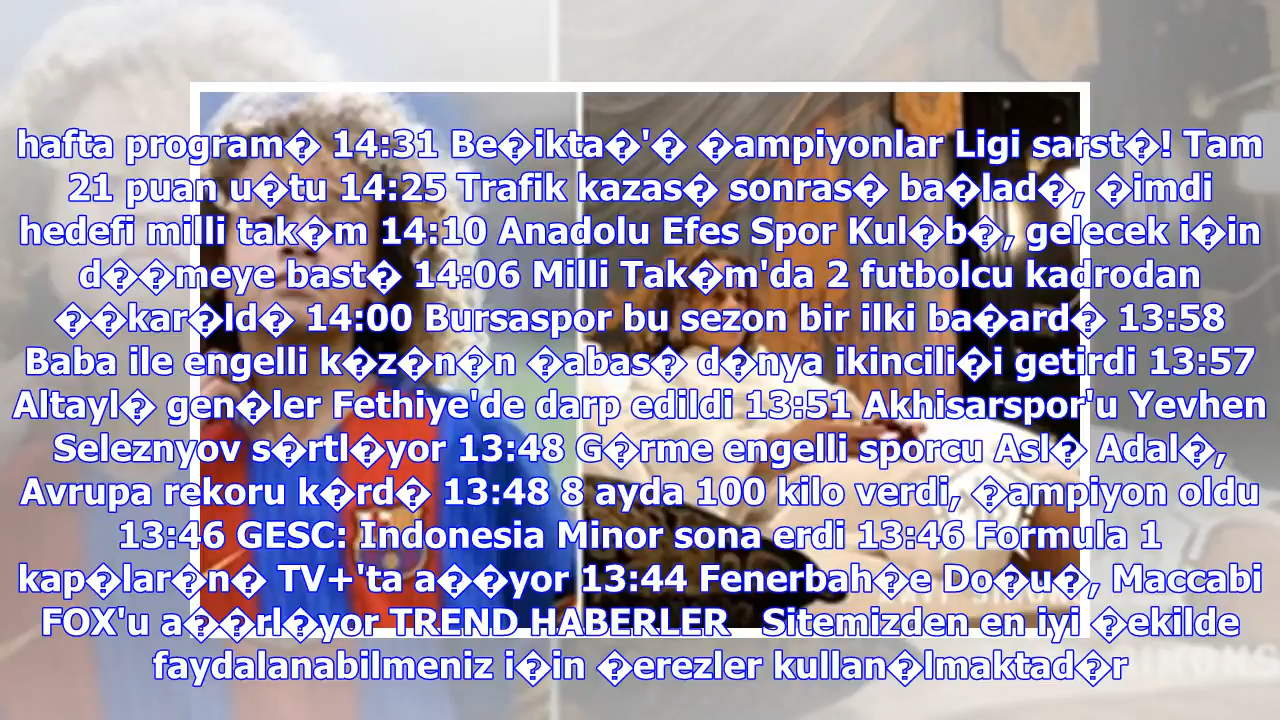 hafta program� 14:31 Be�ikta�'� �ampiyonlar Ligi sarst�! Tam
21 puan u�tu 14:25 Trafik kazas� sonras� ba�lad�, �imdi
hedefi milli tak�m 14:10 Anadolu Efes Spor Kul�b�, gelecek i�in
d��meye bast� 14:06 Milli Tak�m'da 2 futbolcu kadrodan
��kar�ld� 14:00 Bursaspor bu sezon bir ilki ba�ard� 13:58
Baba ile engelli k�z�n�n �abas� d�nya ikincili�i getirdi 13:57
Altayl� gen�ler Fethiye'de darp edildi 13:51 Akhisarspor'u Yevhen
Seleznyov s�rtl�yor 13:48 G�rme engelli sporcu Asl� Adal�,
Avrupa rekoru k�rd� 13:48 8 ayda 100 kilo verdi, �ampiyon oldu
13:46 GESC: Indonesia Minor sona erdi 13:46 Formula 1
kap�lar�n� TV+'ta a��yor 13:44 Fenerbah�e Do�u�, Maccabi
FOX'u a��rl�yor TREND HABERLER Sitemizden en iyi �ekilde
faydalanabilmeniz i�in �erezler kullan�lmaktad�r